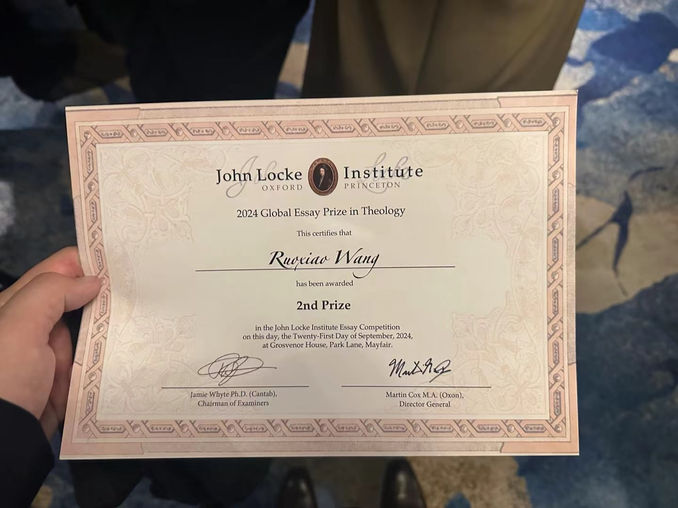 John Locke Institute
OXFORD PRINCETON
2024 Global Essay Prize in Theology
This certifies that
Ruoxiao Wang
has been awarded
2nd Prize
in the John Locke Institute Essay Competition
on this day, the Twenty-First Day of September, 2024,
at Grosvenor House, Park Lane, Mayfair.
Jamie Whyte Ph.D. (Cantab), Martin Cox M.A. (Oxon),
Chairman of Examiners Director General